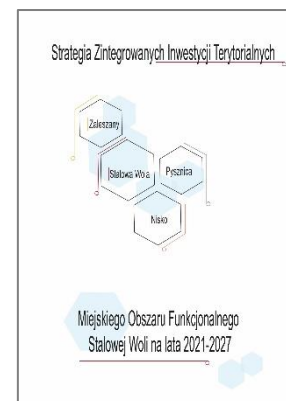 Strategia Zintegrowanych Inwestycji Terytorialnych
Zaleszany
Stalowa Wola
Pysznica
Nisko
Miejskiego Obszaru Funkcjonalnego
Stalowej Woli na lata 2021-2027